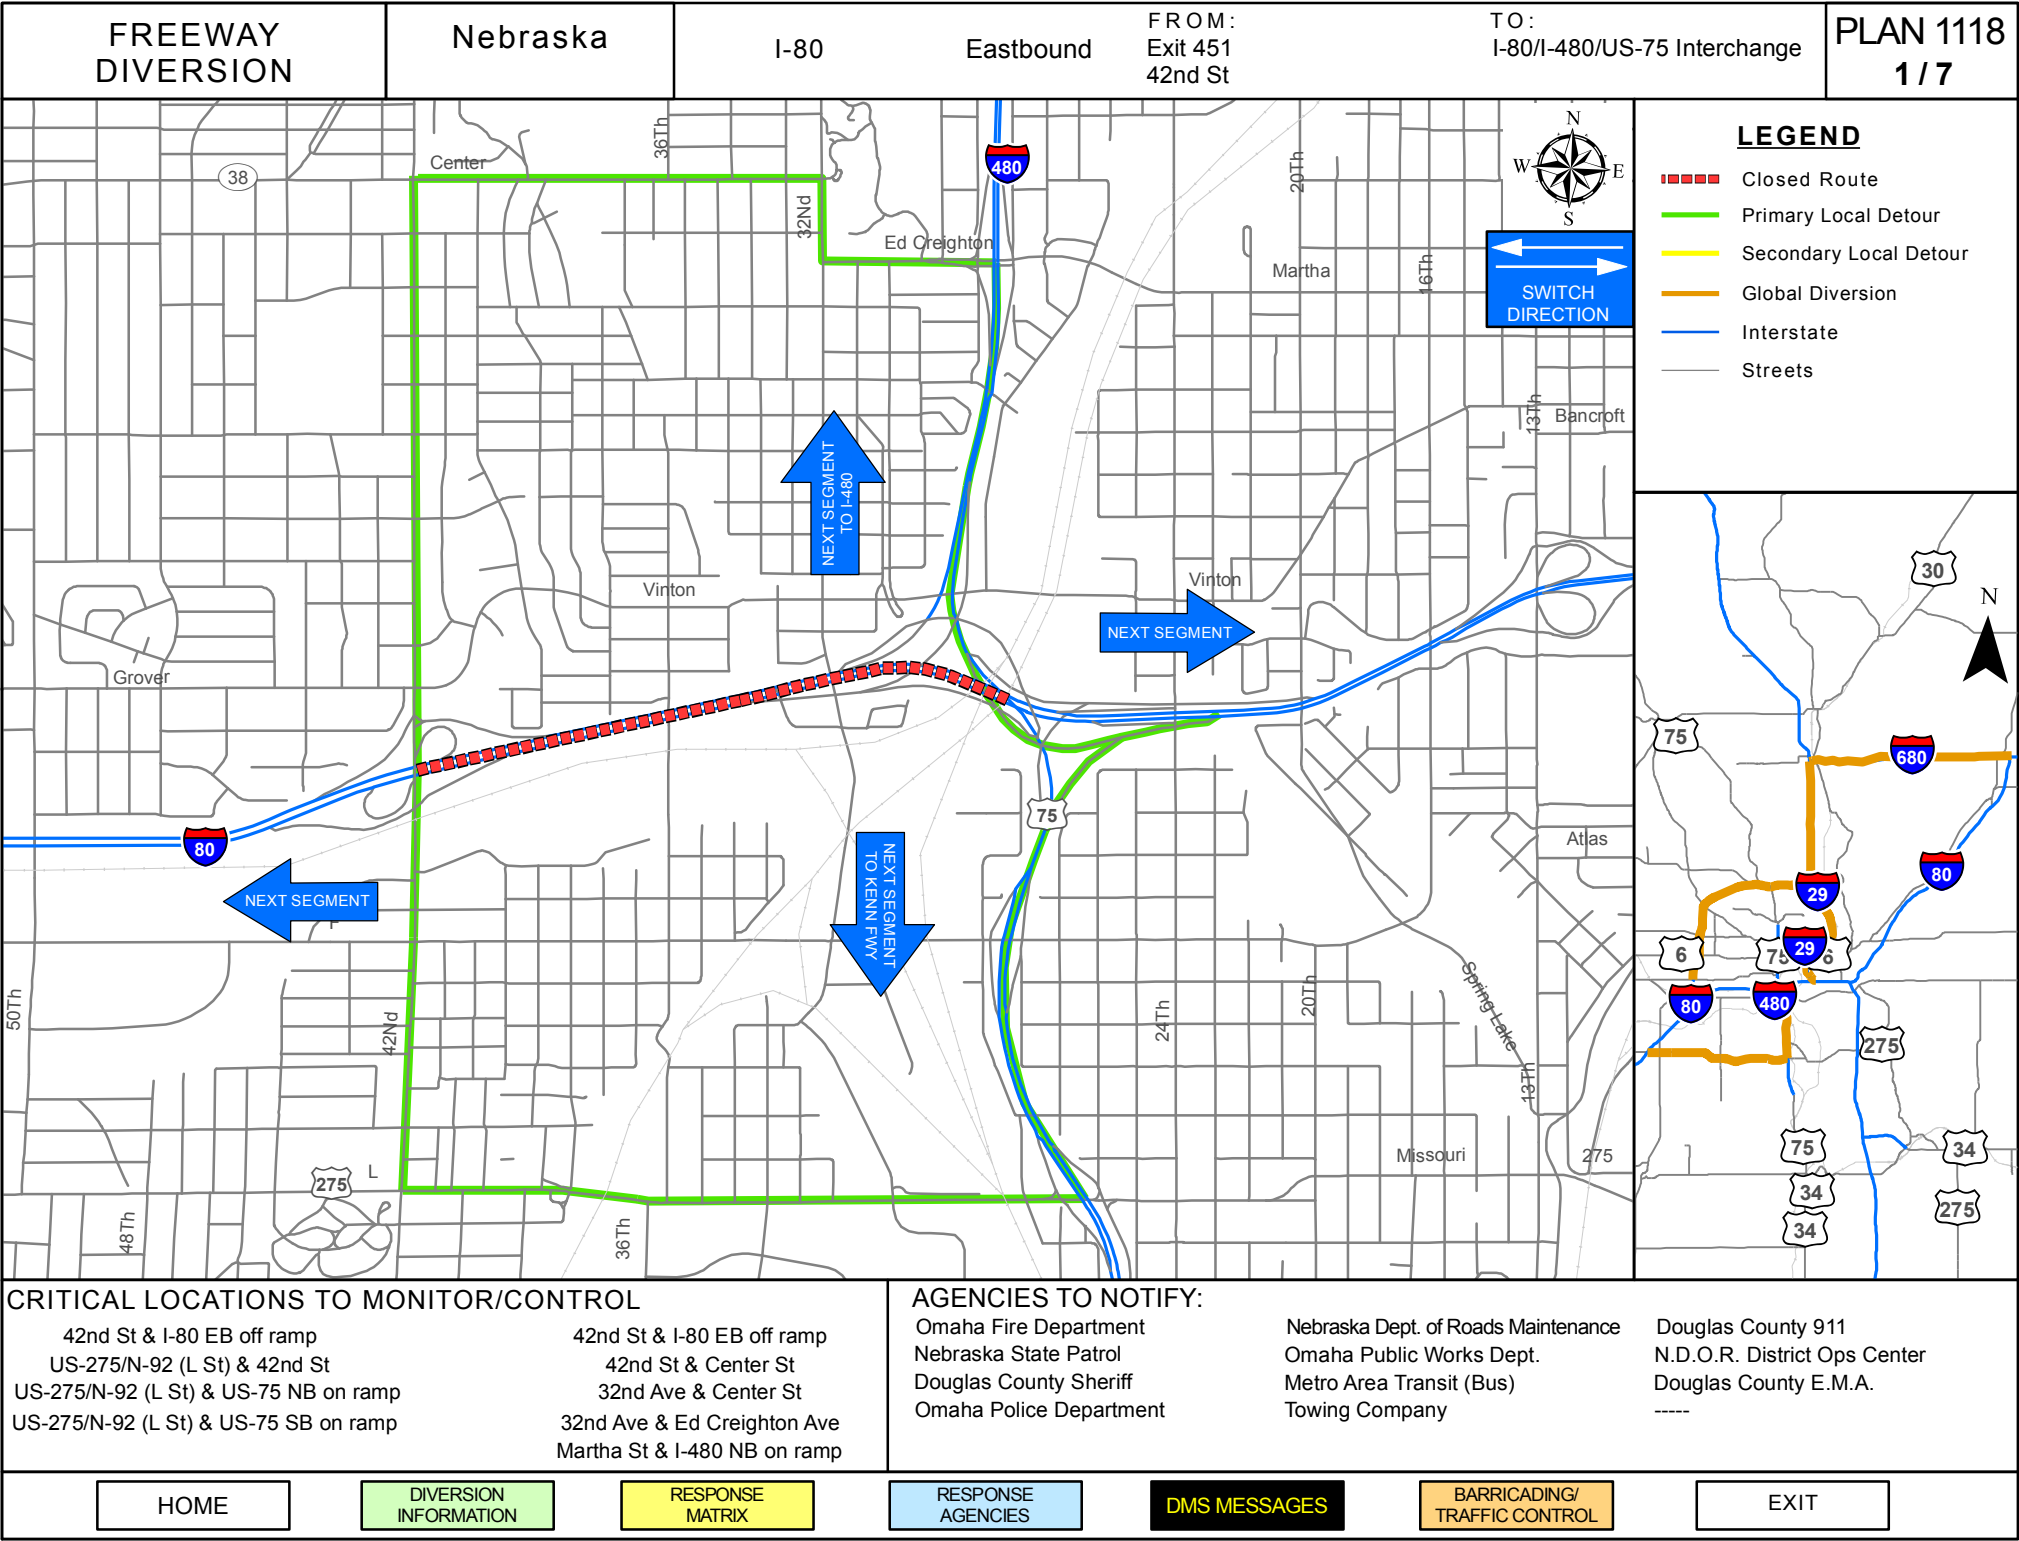 FREEWAY
DIVERSION
Nebraska
I-80
Eastbound
FROM:
Exit 451
42nd St
TO:
I-80/I-480/US-75 Interchange
PLAN 1118
1 / 7
Center
38
36Th
32Nd
480
Ed Creighton
20Th
Martha
16Th
N
W
E
S
SWITCH
DIRECTION
13Th
Bancroft
NEXT SEGMENT
TO I-480
Vinton
Vinton
NEXT SEGMENT
Grover
80
NEXT SEGMENT
F
75
NEXT SEGMENT
TO KENN FWY
Atlas
50Th
42Nd
24Th
20Th
Spring Lake
13Th
Missouri
275
275
L
48Th
36Th
LEGEND
Closed Route
Primary Local Detour
Secondary Local Detour
Global Diversion
Interstate
Streets
30
N
75
680
80
29
6
75
29
6
80
480
275
75
34
34
275
34
CRITICAL LOCATIONS TO MONITOR/CONTROL
42nd St & I-80 EB off ramp
US-275/N-92 (L St) & 42nd St
US-275/N-92 (L St) & US-75 NB on ramp
US-275/N-92 (L St) & US-75 SB on ramp
42nd St & I-80 EB off ramp
42nd St & Center St
32nd Ave & Center St
32nd Ave & Ed Creighton Ave
Martha St & I-480 NB on ramp
AGENCIES TO NOTIFY:
Omaha Fire Department
Nebraska State Patrol
Douglas County Sheriff
Omaha Police Department
Nebraska Dept. of Roads Maintenance
Omaha Public Works Dept.
Metro Area Transit (Bus)
Towing Company
Douglas County 911
N.D.O.R. District Ops Center
Douglas County E.M.A.
-----
HOME
DIVERSION
INFORMATION
RESPONSE
MATRIX
RESPONSE
AGENCIES
DMS MESSAGES
BARRICADING/
TRAFFIC CONTROL
EXIT